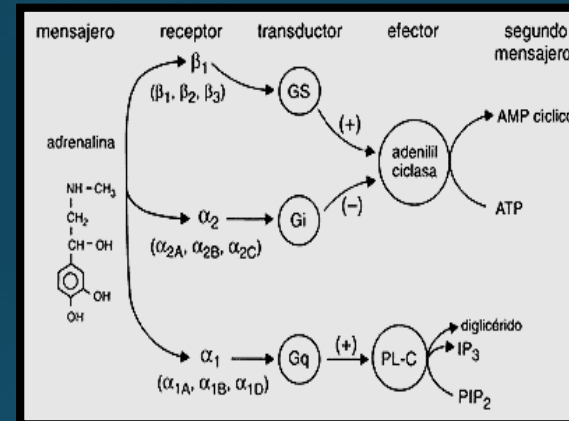 mensajero receptor transductor efector segundo
mensajero
β₁
(β₁, β₂, β₃)
GS
(+)
AMP cíclico
adrenalina
adenilil
ciclasa
NH–CH₃
CH₂
CH–OH
OH
OH
α₂
(α₂A, α₂B, α₂C)
Gi
(–)
ATP
α₁
(α₁A, α₁B, α₁D)
Gq
(+)
PL-C
diglicérido
IP₃
PIP₂